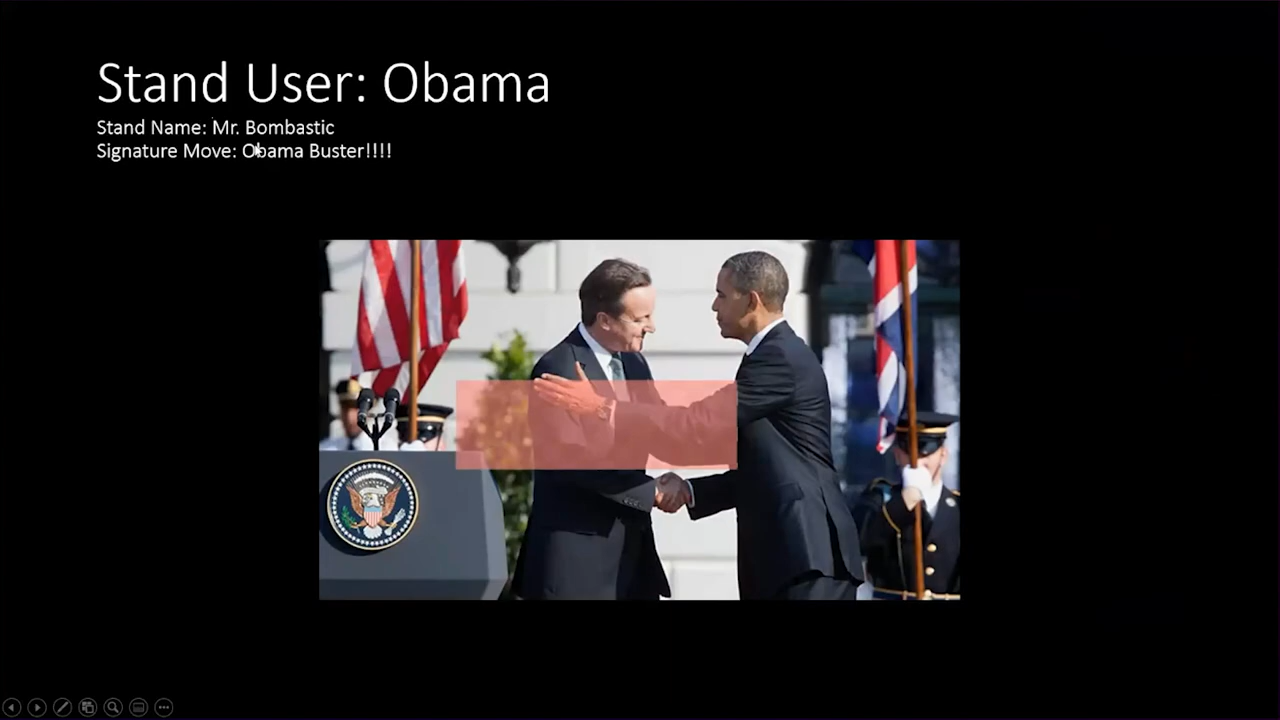 Stand User: Obama
Stand Name: Mr. Bombastic
Signature Move: Obama Buster!!!!